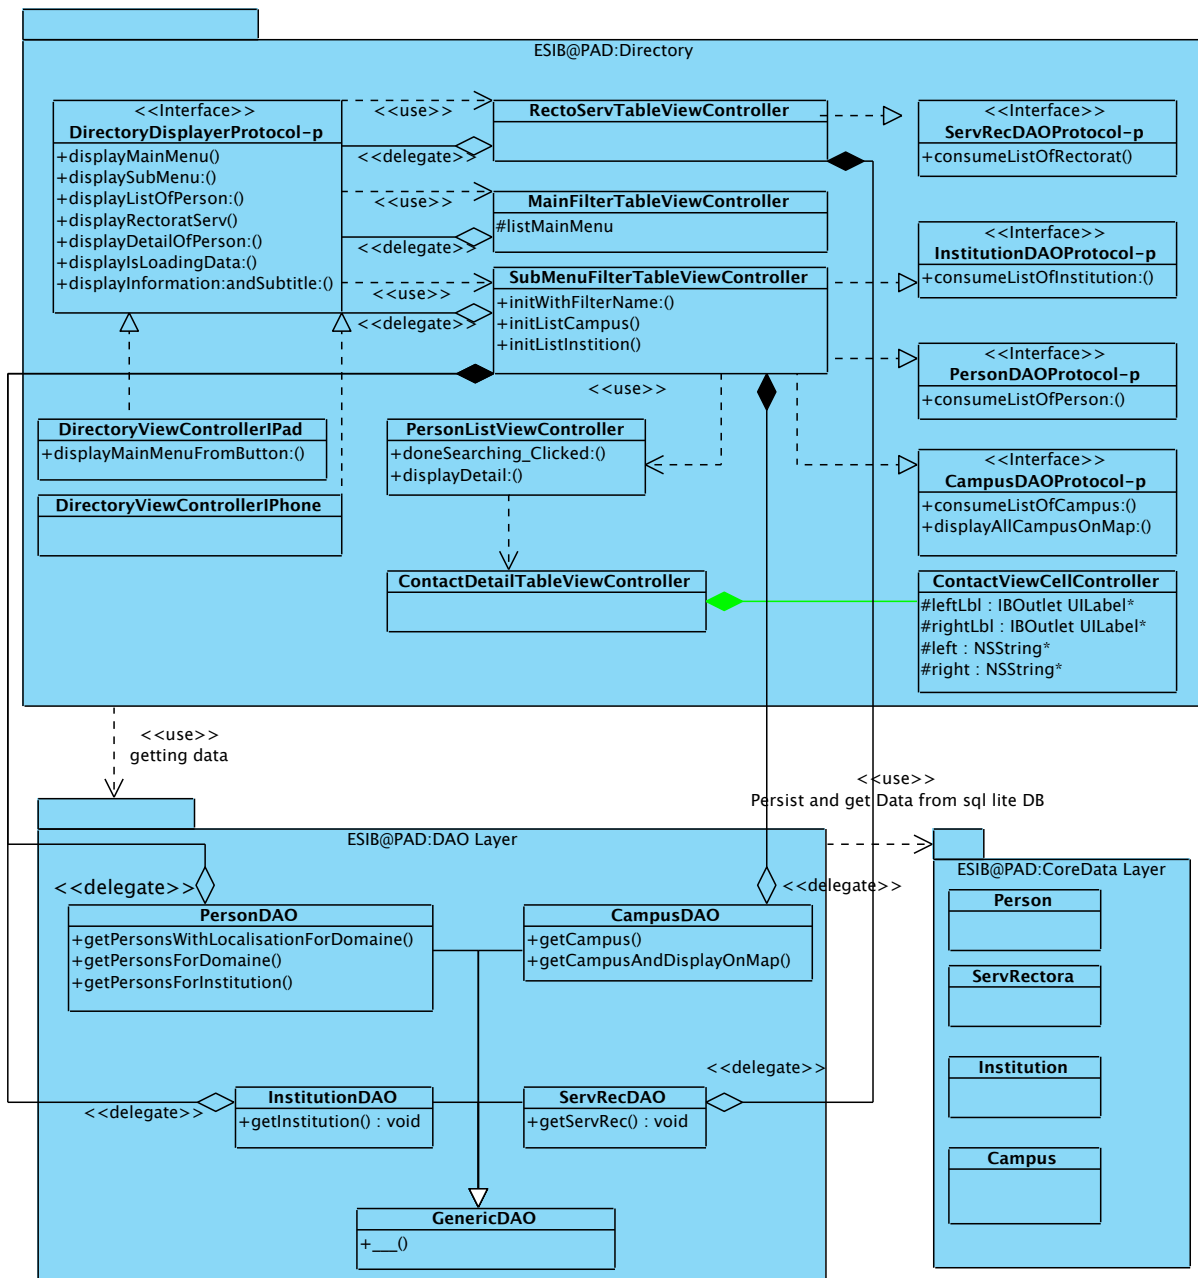 ESIB@PAD:Directory
<<Interface>>
DirectoryDisplayerProtocol-p
+displayMainMenu()
+displaySubMenu:()
+displayListOfPerson:()
+displayRectoratServ()
+displayDetailOfPerson:()
+displayIsLoadingData:()
+displayInformation:andSubtitle:()
<<use>>
<<delegate>>
<<use>>
<<delegate>>
<<use>>
<<delegate>>
RectoServTableViewController
MainFilterTableViewController
#listMainMenu
SubMenuFilterTableViewController
+initWithFilterName:()
+initListCampus()
+initListInstition()
<<Interface>>
ServRecDAOProtocol-p
+consumeListOfRectorat()
<<Interface>>
InstitutionDAOProtocol-p
+consumeListOfInstitution:()
<<Interface>>
PersonDAOProtocol-p
+consumeListOfPerson:()
<<use>>
DirectoryViewControllerIPad
+displayMainMenuFromButton:()
PersonListViewController
+doneSearching_Clicked:()
+displayDetail:()
<<Interface>>
CampusDAOProtocol-p
+consumeListOfCampus:()
+displayAllCampusOnMap:()
DirectoryViewControllerIPhone
ContactDetailTableViewController
ContactViewCellController
#leftLbl : IBOutlet UILabel*
#rightLbl : IBOutlet UILabel*
#left : NSString*
#right : NSString*
<<use>>
getting data
<<use>>
Persist and get Data from sql lite DB
ESIB@PAD:DAO Layer
<<delegate>>
<<delegate>>
PersonDAO
+getPersonsWithLocalisationForDomaine()
+getPersonsForDomaine()
+getPersonsForInstitution()
CampusDAO
+getCampus()
+getCampusAndDisplayOnMap()
<<delegate>>
<<delegate>>
InstitutionDAO
+getInstitution() : void
ServRecDAO
+getServRec() : void
GenericDAO
+___()
ESIB@PAD:CoreData Layer
Person
ServRectora
Institution
Campus